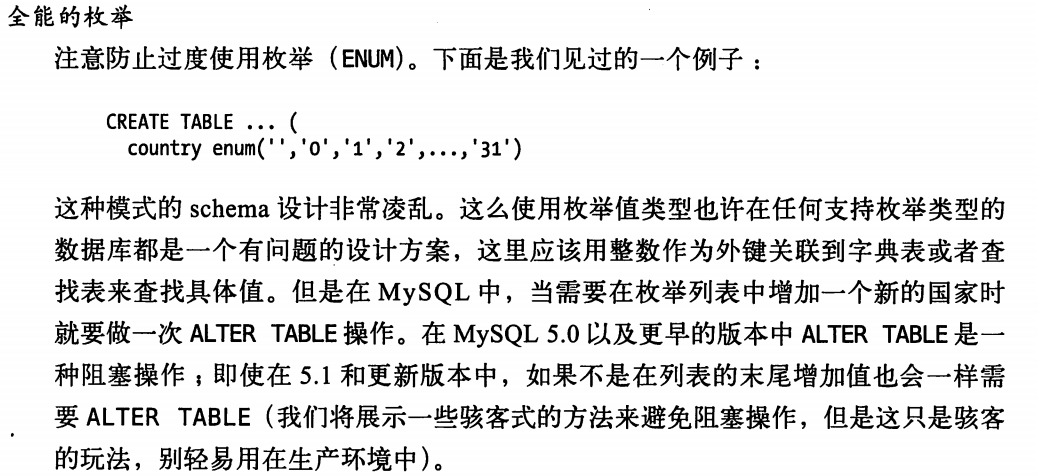 全能的枚举
注意防止过度使用枚举（ENUM）。下面是我们见过的一个例子：
CREATE TABLE ... (
country enum('','0','1','2',...,'31')
这种模式的 schema 设计非常凌乱。这么使用枚举值类型也许在任何支持枚举类型的
数据库都是一个有问题的设计方案，这里应该用整数作为外键关联到字典表或者查
找表来查找具体值。但是在 MySQL 中，当需要在枚举列表中增加一个新的国家时
就要做一次 ALTER TABLE 操作。在 MySQL 5.0 以及更早的版本中 ALTER TABLE 是一
种阻塞操作；即使在 5.1 和更新版本中，如果不是在列表的末尾增加值也会一样需
要 ALTER TABLE（我们将展示一些骇客式的方法来避免阻塞操作，但是这只是骇客
的玩法，别轻易用在生产环境中）。